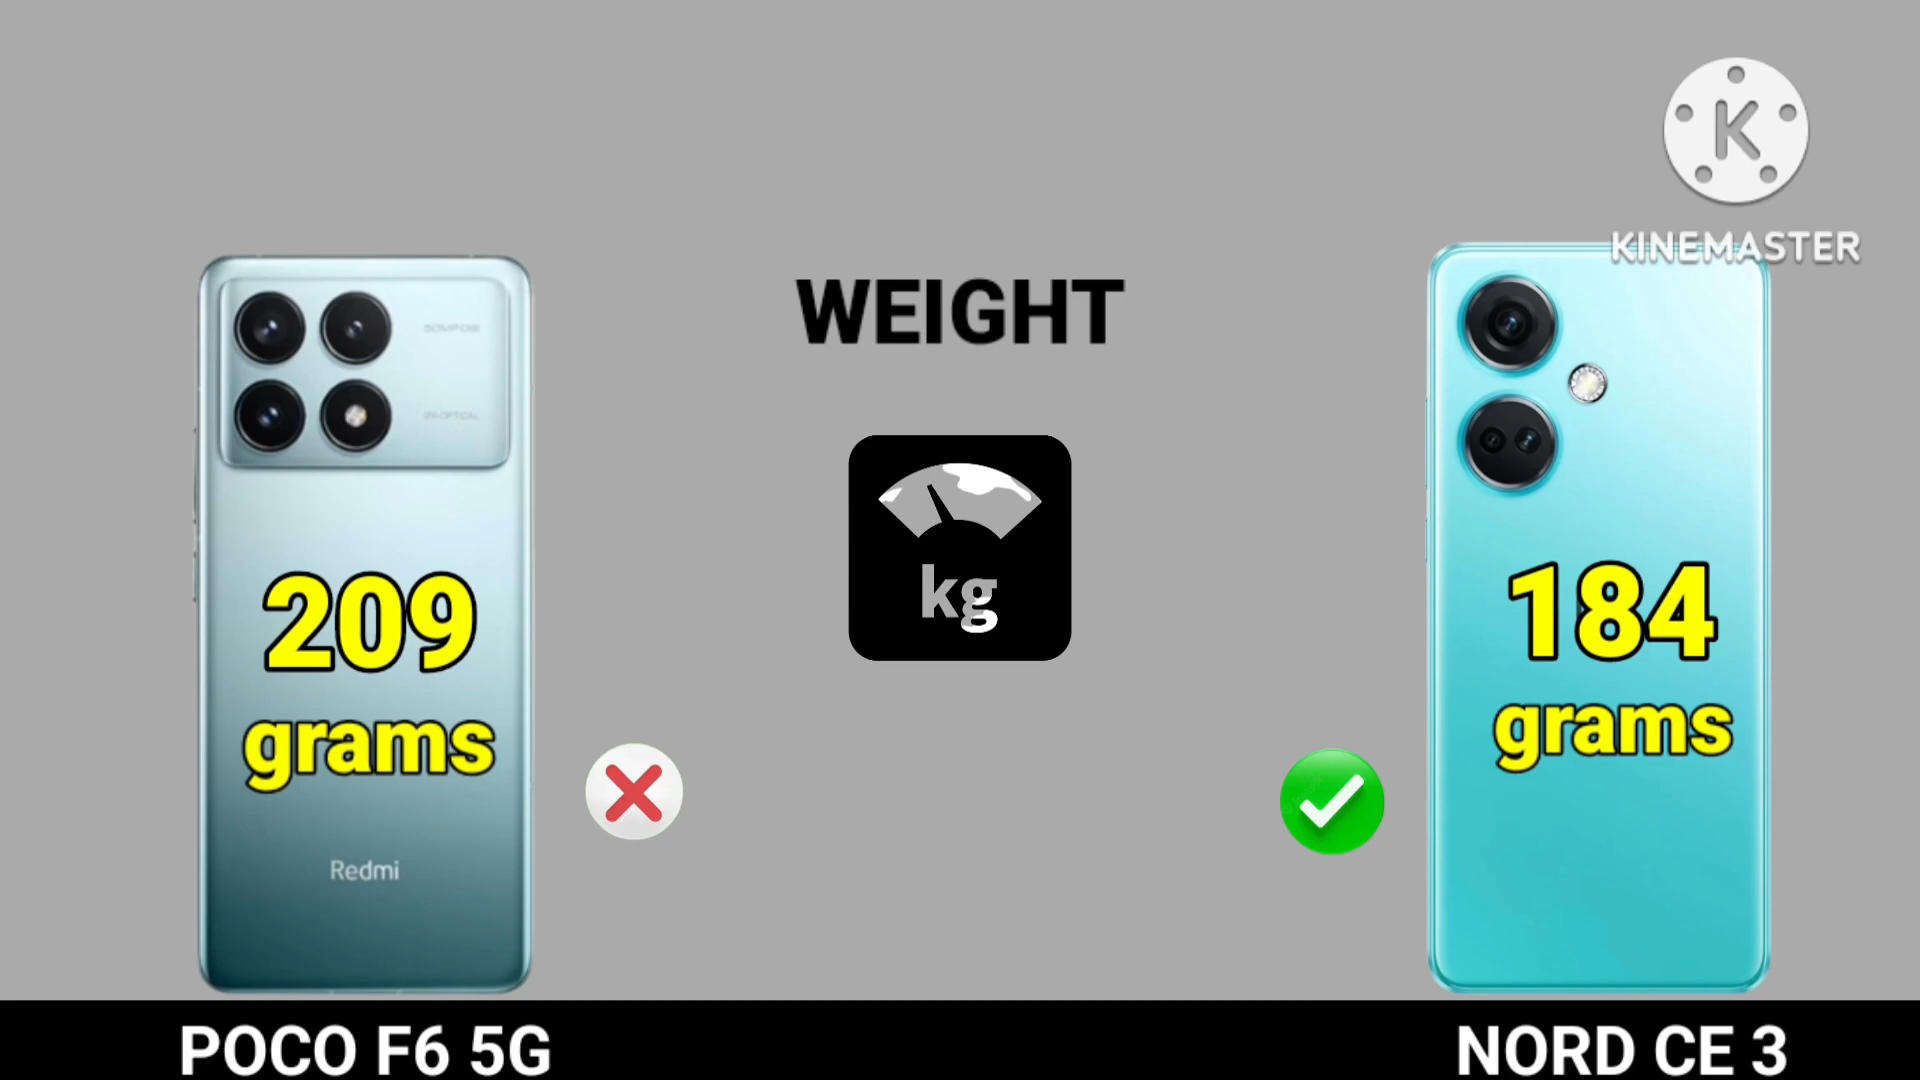 K
KINEMASTER
WEIGHT
kg
209
grams
Redmi
184
grams
POCO F6 5G
NORD CE 3